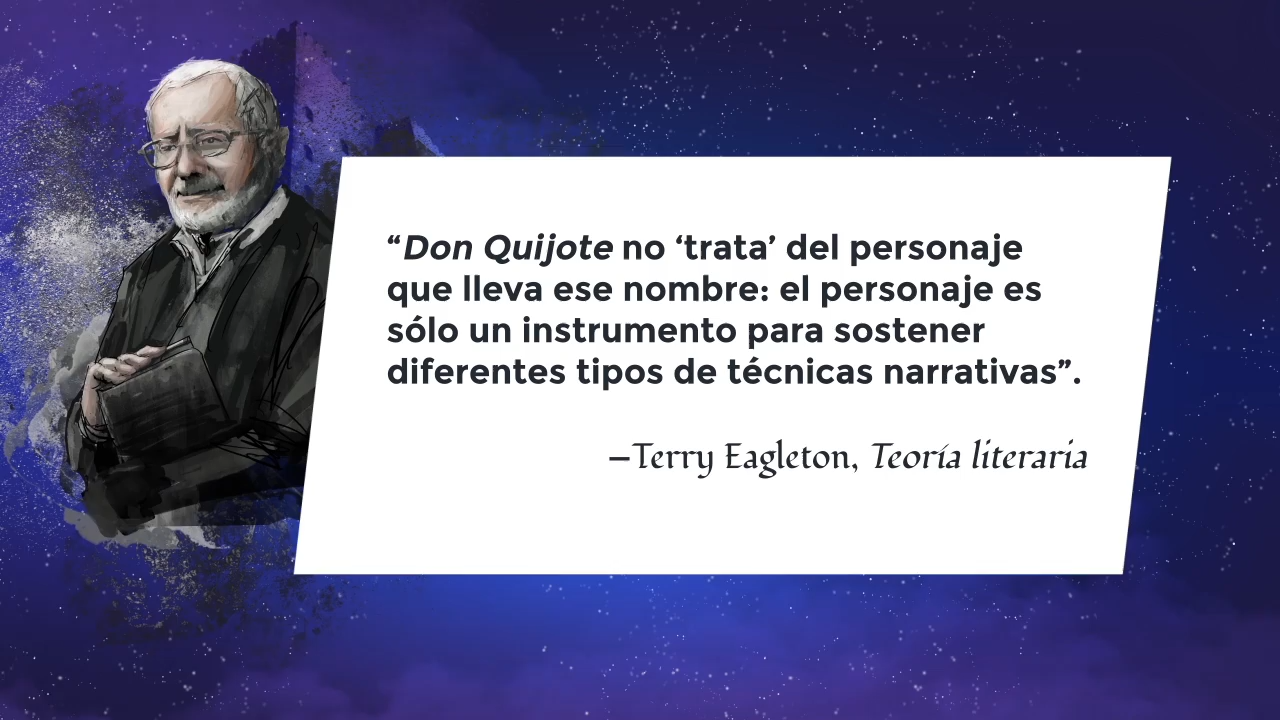 “Don Quijote no ‘trata’ del personaje
que lleva ese nombre: el personaje es
sólo un instrumento para sostener
diferentes tipos de técnicas narrativas”.
—Terry Eagleton, Teoría literaria